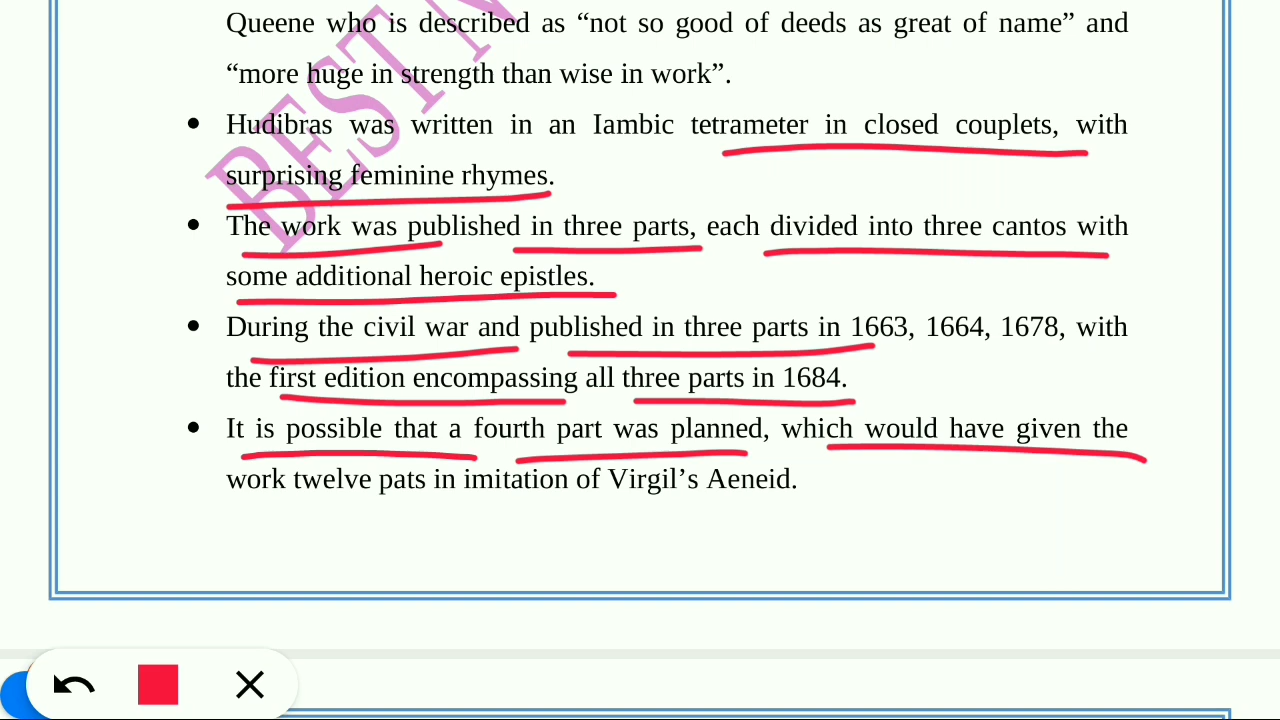 Queene who is described as “not so good of deeds as great of name” and
“more huge in strength than wise in work”.
Hudibras was written in an Iambic tetrameter in closed couplets, with
surprising feminine rhymes.
The work was published in three parts, each divided into three cantos with
some additional heroic epistles.
During the civil war and published in three parts in 1663, 1664, 1678, with
the first edition encompassing all three parts in 1684.
It is possible that a fourth part was planned, which would have given the
work twelve pats in imitation of Virgil’s Aeneid.
BEST N